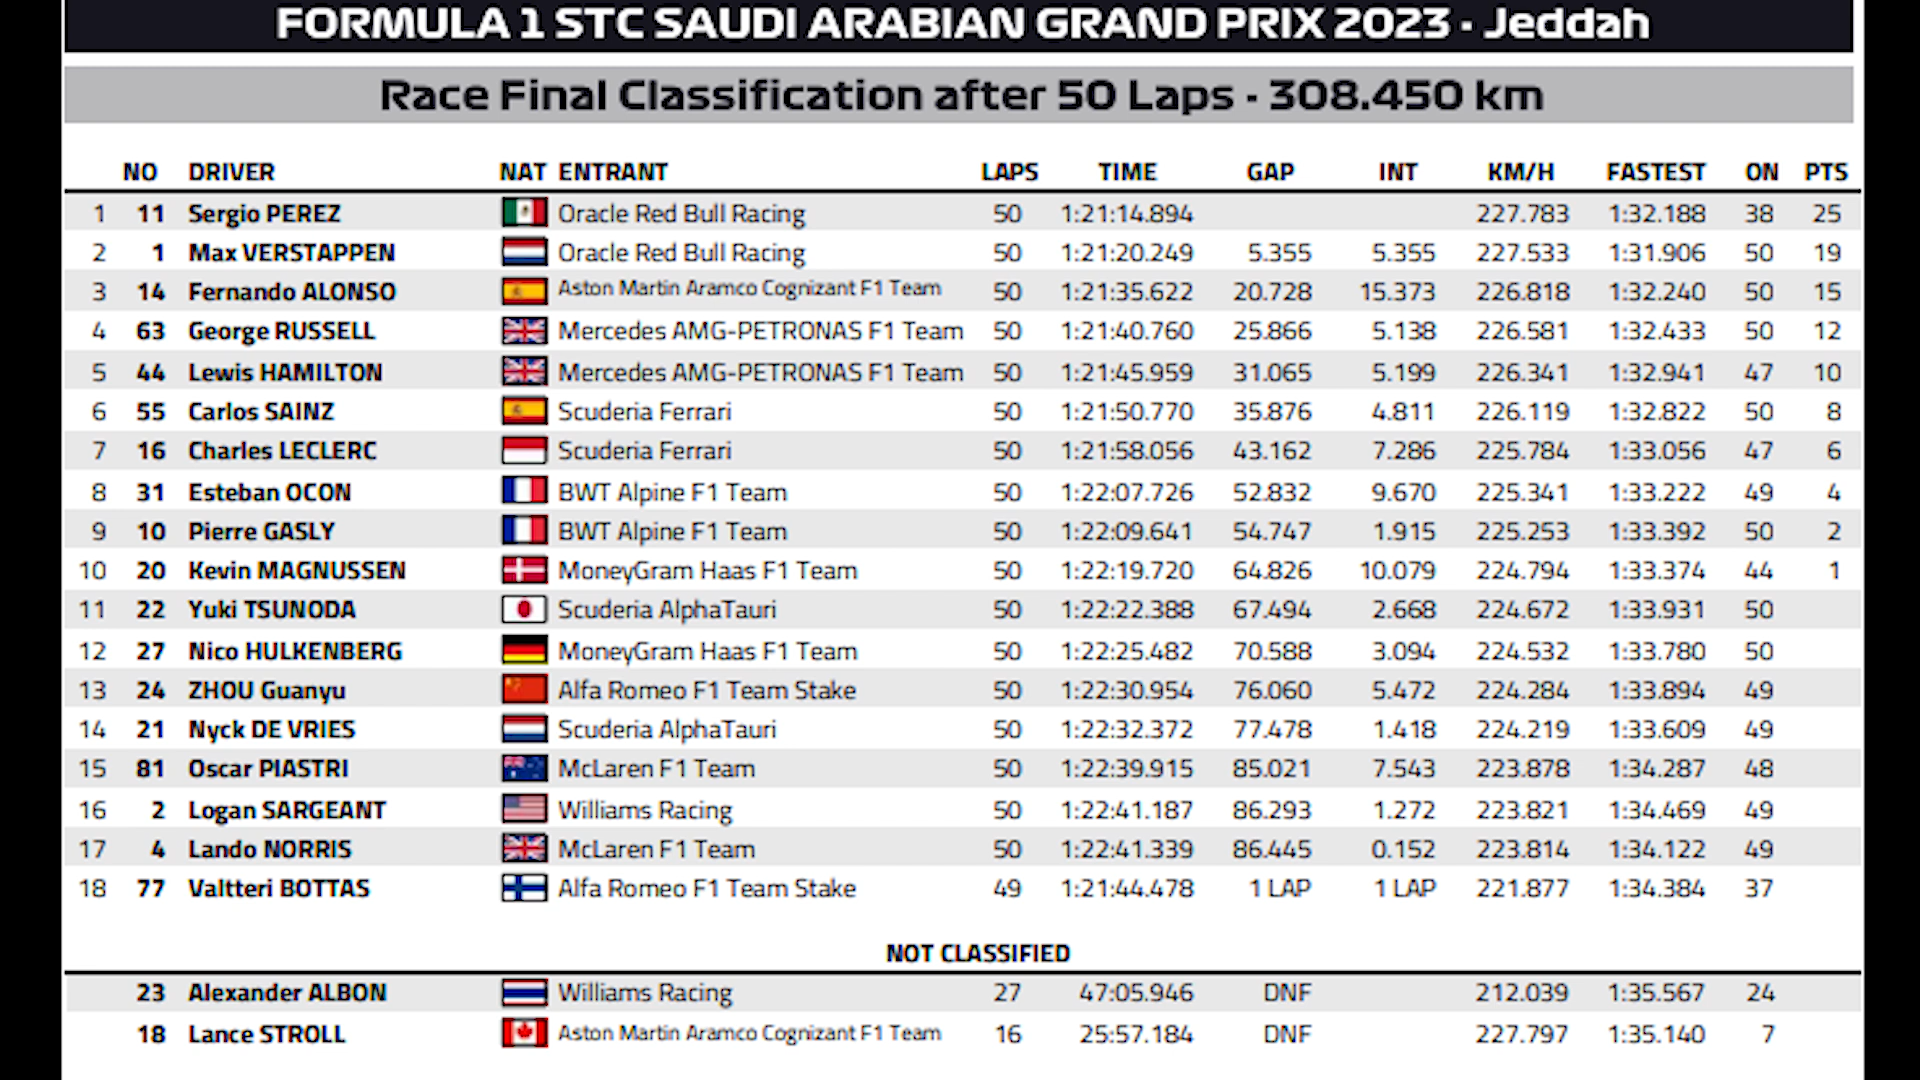 FORMULA 1 STC SAUDI ARABIAN GRAND PRIX 2023 - Jeddah
Race Final Classification after 50 Laps - 308.450 km
NO DRIVER NAT ENTRANT LAPS TIME GAP INT KM/H FASTEST ON PTS
1 11 Sergio PEREZ Oracle Red Bull Racing 50 1:21:14.894 227.783 1:32.188 38 25
2 1 Max VERSTAPPEN Oracle Red Bull Racing 50 1:21:20.249 5.355 5.355 227.533 1:31.906 50 19
3 14 Fernando ALONSO Aston Martin Aramco Cognizant F1 Team 50 1:21:35.622 20.728 15.373 226.818 1:32.240 50 15
4 63 George RUSSELL Mercedes AMG-PETRONAS F1 Team 50 1:21:40.760 25.866 5.138 226.581 1:32.433 50 12
5 44 Lewis HAMILTON Mercedes AMG-PETRONAS F1 Team 50 1:21:45.959 31.065 5.199 226.341 1:32.941 47 10
6 55 Carlos SAINZ Scuderia Ferrari 50 1:21:50.770 35.876 4.811 226.119 1:32.822 50 8
7 16 Charles LECLERC Scuderia Ferrari 50 1:21:58.056 43.162 7.286 225.784 1:33.056 47 6
8 31 Esteban OCON BWT Alpine F1 Team 50 1:22:07.726 52.832 9.670 225.341 1:33.222 49 4
9 10 Pierre GASLY BWT Alpine F1 Team 50 1:22:09.641 54.747 1.915 225.253 1:33.392 50 2
10 20 Kevin MAGNUSSEN MoneyGram Haas F1 Team 50 1:22:19.720 64.826 10.079 224.794 1:33.374 44 1
11 22 Yuki TSUNODA Scuderia AlphaTauri 50 1:22:22.388 67.494 2.668 224.672 1:33.931 50
12 27 Nico HULKENBERG MoneyGram Haas F1 Team 50 1:22:25.482 70.588 3.094 224.532 1:33.780 50
13 24 ZHOU Guanyu Alfa Romeo F1 Team Stake 50 1:22:30.954 76.060 5.472 224.284 1:33.894 49
14 21 Nyck DE VRIES Scuderia AlphaTauri 50 1:22:32.372 77.478 1.418 224.219 1:33.609 49
15 81 Oscar PIASTRI McLaren F1 Team 50 1:22:39.915 85.021 7.543 223.878 1:34.287 48
16 2 Logan SARGEANT Williams Racing 50 1:22:41.187 86.293 1.272 223.821 1:34.469 49
17 4 Lando NORRIS McLaren F1 Team 50 1:22:41.339 86.445 0.152 223.814 1:34.122 49
18 77 Valtteri BOTTAS Alfa Romeo F1 Team Stake 49 1:21:44.478 1 LAP 1 LAP 221.877 1:34.384 37
NOT CLASSIFIED
23 Alexander ALBON Williams Racing 27 47:05.946 DNF 212.039 1:35.567 24
18 Lance STROLL Aston Martin Aramco Cognizant F1 Team 16 25:57.184 DNF 227.797 1:35.140 7